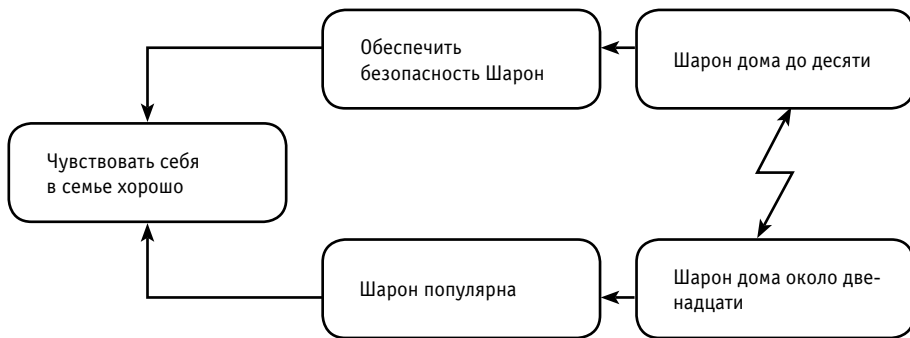 Обеспечить
безопасность Шарон
Шарон дома до десяти
Чувствовать себя
в семье хорошо
Шарон популярна
Шарон дома около две-
надцати